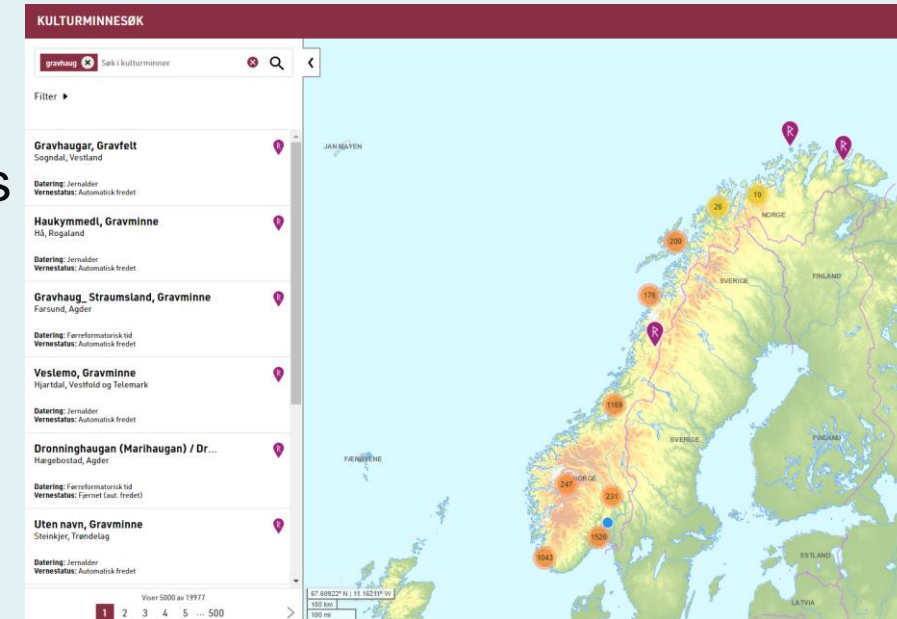 KULTURMINNESØK
s
gravhaug
Søk i kulturminner
Filter
Gravhaugar, Gravfelt
Sogndal, Vestland
Datering: Jernalder
Vernestatus: Automatisk fredet
Haukymmedl, Gravminne
Hå, Rogaland
Datering: Jernalder
Vernestatus: Automatisk fredet
Gravhaug_ Straumsland, Gravminne
Farsund, Agder
Datering: Førreformatorisk tid
Vernestatus: Automatisk fredet
Veslemo, Gravminne
Hjartdal, Vestfold og Telemark
Datering: Jernalder
Vernestatus: Automatisk fredet
Dronninghaugan (Marihaugan) / Dr...
Hægebostad, Agder
Datering: Førreformatorisk tid
Vernestatus: Fjernet (aut. fredet)
Uten navn, Gravminne
Steinkjer, Trøndelag
Datering: Jernalder
Vernestatus: Automatisk fredet
Viser 5000 av 19977
1 2 3 4 5 ... 500
JAN MAYEN
10
26
NORGE
200
FINLAND
SVERIGE
176
1169
SVERIGE
FINLAND
FÆRØYENE
247
NORGE
231
1526
1043
ESTLAND
LATVIA
100 km
100 mi